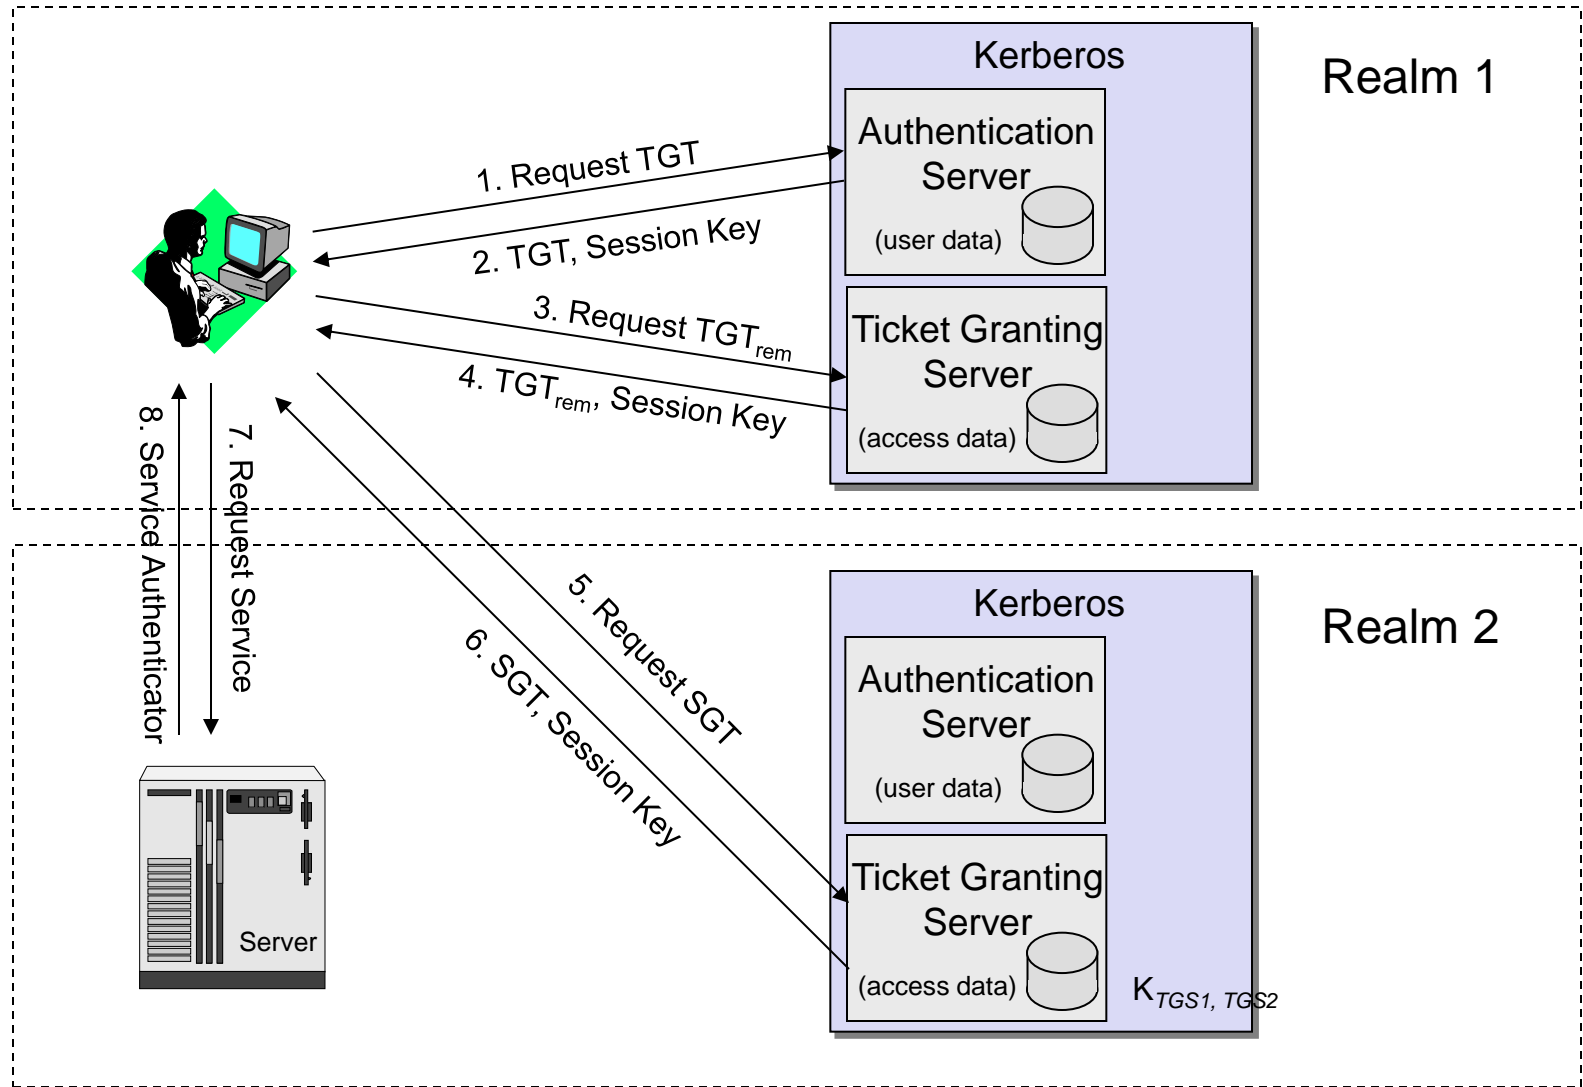 Kerberos
Realm 1
Authentication
Server
(user data)
1. Request TGT
2. TGT, Session Key
3. Request TGTrem
4. TGTrem, Session Key
Ticket Granting
Server
(access data)
8. Service Authenticator
7. Request Service
5. Request SGT
6. SGT, Session Key
Kerberos
Realm 2
Authentication
Server
(user data)
Ticket Granting
Server
(access data)
KTGS1, TGS2
Server